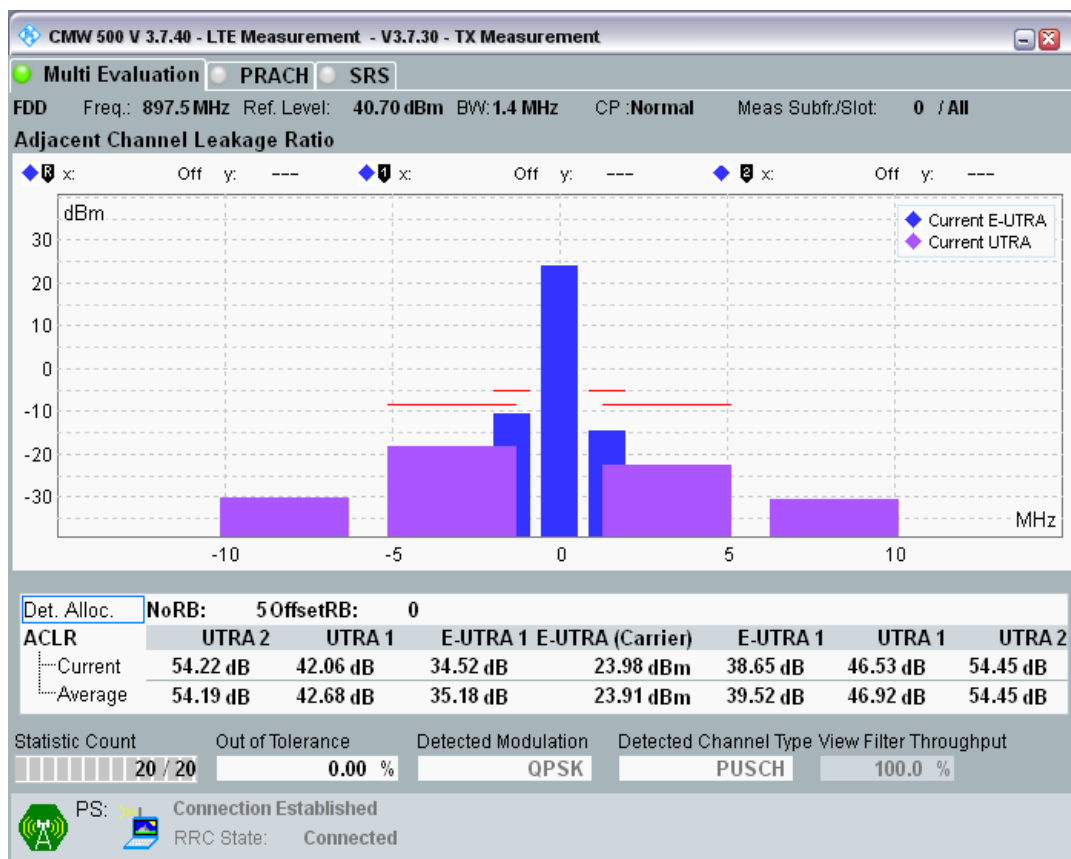 CMW 500 V 3.7.40 - LTE Measurement - V3.7.30 - TX Measurement
Multi Evaluation PRACH SRS
FDD Freq.: 897.5 MHz Ref. Level: 40.70 dBm BW: 1.4 MHz CP :Normal Meas Subfr./Slot: 0 / All
Adjacent Channel Leakage Ratio
R x: Off y: --- 1 x: Off y: --- 2 x: Off y: ---
dBm
Current E-UTRA
Current UTRA
30
20
10
0
-10
-20
-30
MHz
-10 -5 0 5 10
Det. Alloc. NoRB: 5 OffsetRB: 0
ACLR UTRA 2 UTRA 1 E-UTRA 1 E-UTRA (Carrier) E-UTRA 1 UTRA 1 UTRA 2
Current 54.22 dB 42.06 dB 34.52 dB 23.98 dBm 38.65 dB 46.53 dB 54.45 dB
Average 54.19 dB 42.68 dB 35.18 dB 23.91 dBm 39.52 dB 46.92 dB 54.45 dB
Statistic Count Out of Tolerance Detected Modulation Detected Channel Type View Filter Throughput
20 / 20 0.00 % QPSK PUSCH 100.0 %
PS: Connection Established
RRC State: Connected